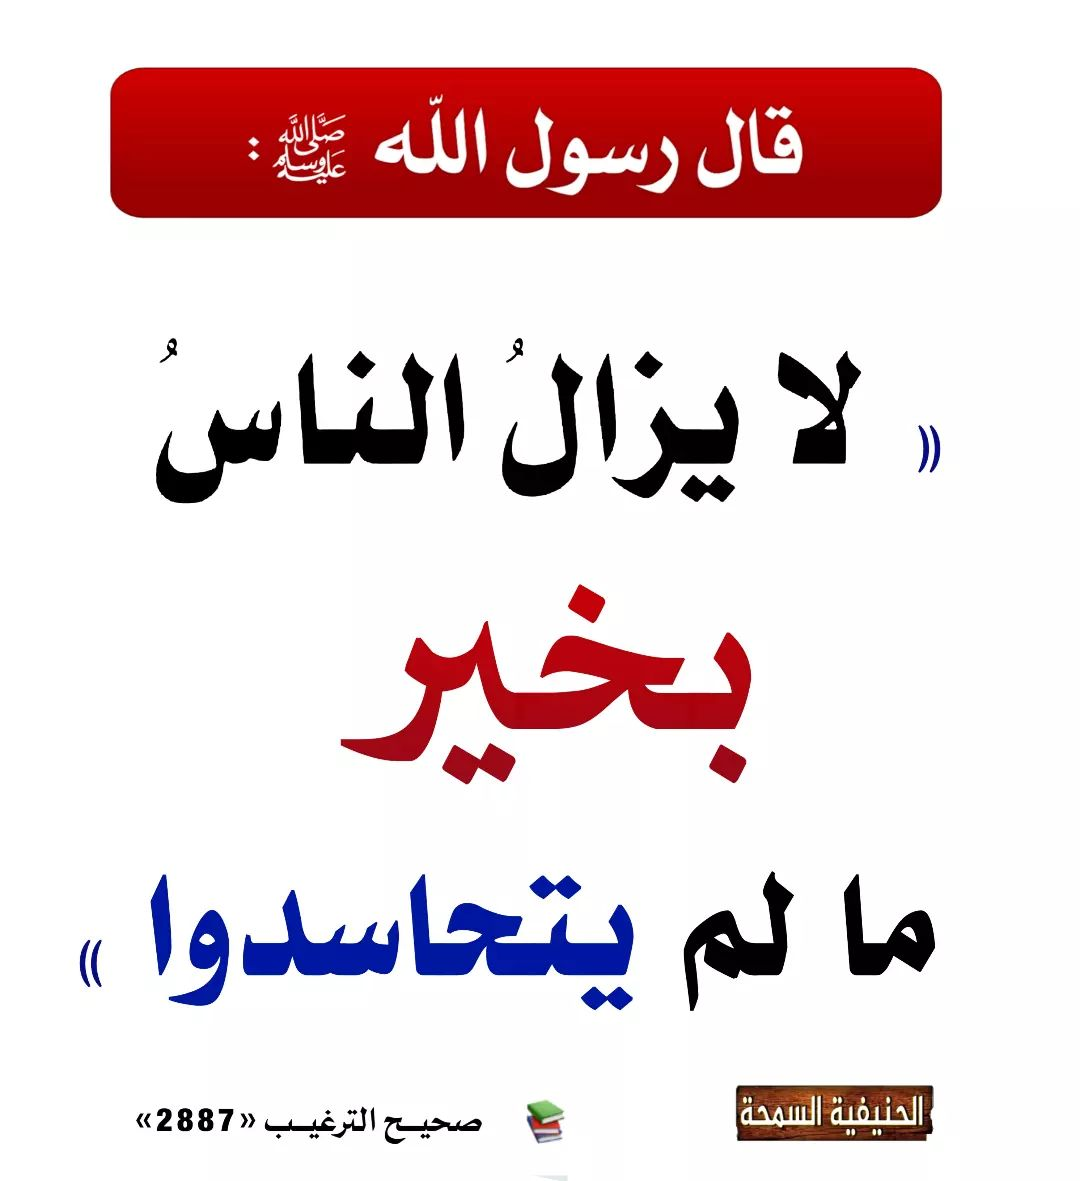 قال رسول الله ﷺ :
(( لا يزالُ الناسُ
بخير
ما لم يتحاسدوا ))
الحنيفية السمحة
صحيح الترغيب «2887»